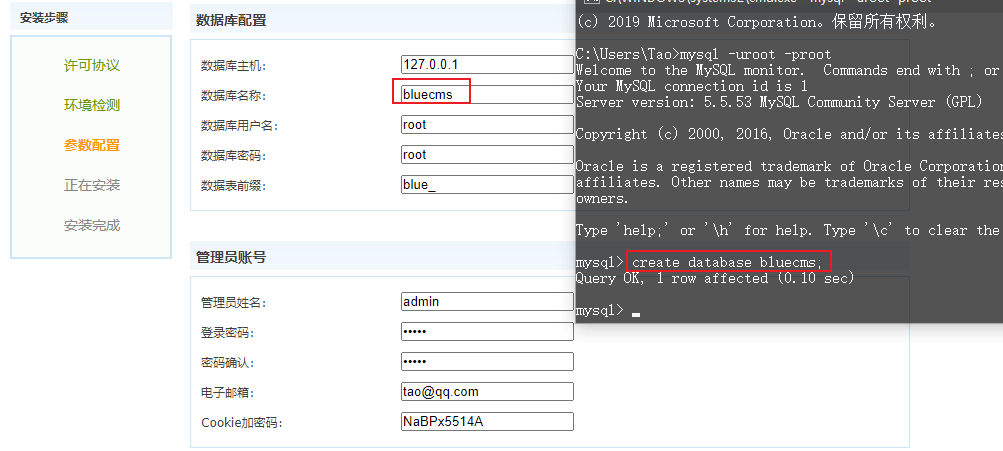 安装步骤
许可协议
环境检测
参数配置
正在安装
安装完成
数据库配置
数据库主机:
127.0.0.1
数据库名称:
bluecms
数据库用户名:
root
数据库密码:
root
数据表前缀:
blue_
管理员账号
管理员姓名:
admin
登录密码:
•••••
密码确认:
•••••
电子邮箱:
tao@qq.com
Cookie加密码:
NaBPx5514A
(c) 2019 Microsoft Corporation。保留所有权利。
C:\Users\Tao>mysql -uroot -proot
Welcome to the MySQL monitor.  Commands end with ; or
Your MySQL connection id is 1
Server version: 5.5.53 MySQL Community Server (GPL)
Copyright (c) 2000, 2016, Oracle and/or its affiliates
Oracle is a registered trademark of Oracle Corporation
affiliates. Other names may be trademarks of their
owners.
Type 'help;' or '\h' for help. Type '\c' to clear the
mysql> create database bluecms;
Query OK, 1 row affected (0.10 sec)
mysql>